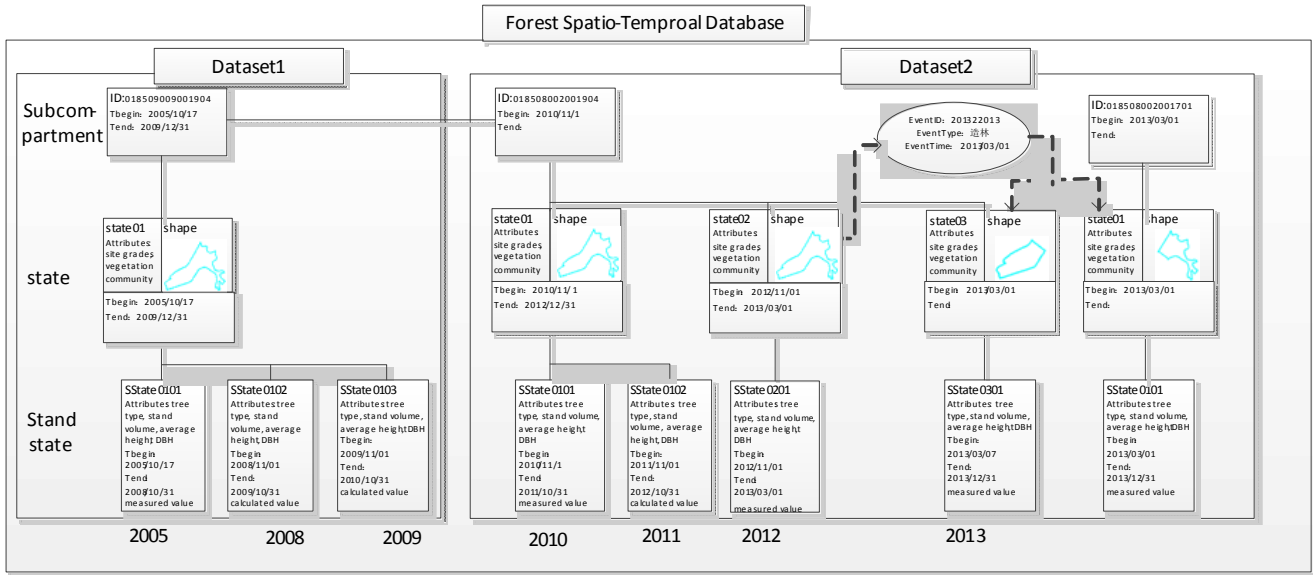 Forest Spatio-Temproal Database
Dataset1
Dataset2
Subcom-
partment
ID:018509009001904
Tbegin: 2005/10/17
Tend: 2009/12/31
ID:018508002001904
Tbegin: 2010/11/1
Tend:
EventID: 201322013
EventType: 造林
EventTime: 2013/03/01
ID:018508002001701
Tbegin: 2013/03/01
Tend:
state
state01
shape
Attributes:
site grades,
vegetation
community
Tbegin: 2005/10/17
Tend: 2009/12/31
state01
shape
Attributes:
site grades,
vegetation
community
Tbegin: 2010/11/1
Tend: 2012/12/31
state02
shape
Attributes:
site grades,
vegetation
community
Tbegin: 2012/11/01
Tend: 2013/03/01
state03
shape
Attributes:
site grades,
vegetation
community
Tbegin: 2013/03/01
Tend:
state01
shape
Attributes:
site grades,
vegetation
community
Tbegin: 2013/03/01
Tend:
Stand
state
SState0101
Attributes tree
type, stand
volume, average
height, DBH
Tbegin:
2005/10/17
Tend:
2008/10/31
measured value
SState0102
Attributes tree
type, stand
volume, average
height, DBH
Tbegin:
2008/11/01
Tend:
2009/10/31
calculated value
SState0103
Attributes tree
type, stand volume,
average height, DBH
Tbegin:
2009/11/01
Tend:
2010/10/31
calculated value
SState0101
Attributes tree
type, stand volume,
average height,
DBH
Tbegin:
2010/11/1
Tend:
2011/10/31
measured value
SState0102
Attributes tree
type, stand
volume, average
height, DBH
Tbegin:
2011/11/01
Tend:
2012/10/31
calculated value
SState0201
Attributes tree
type, stand volume,
average height,
DBH
Tbegin:
2012/11/01
Tend:
2013/03/01
measured value
SState0301
Attributes tree
type, stand volume,
average height, DBH
Tbegin:
2013/03/07
Tend:
2013/12/31
measured value
SState0101
Attributes tree
type, stand volume,
average height, DBH
Tbegin:
2013/03/01
Tend:
2013/12/31
measured value
2005
2008
2009
2010
2011
2012
2013